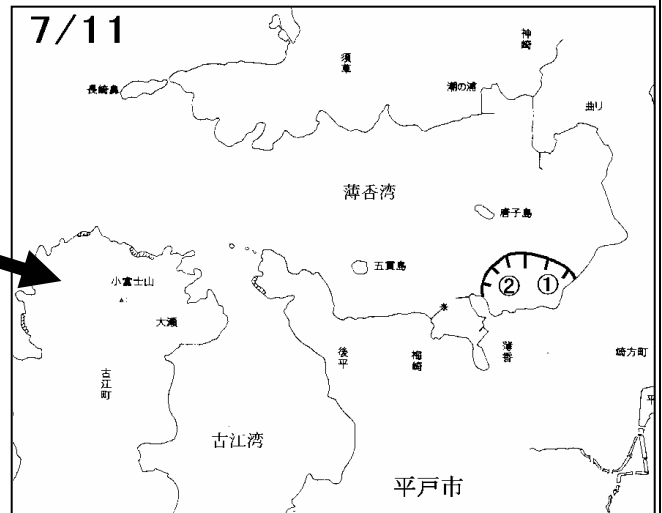 7/11
神崎
須草
長崎鼻
潮の浦
曲り
薄香湾
唐子島
五貫島
小富士山
②
①
大瀬
後平
梅崎
薄香
崎方町
古江町
平
古江湾
平戸市